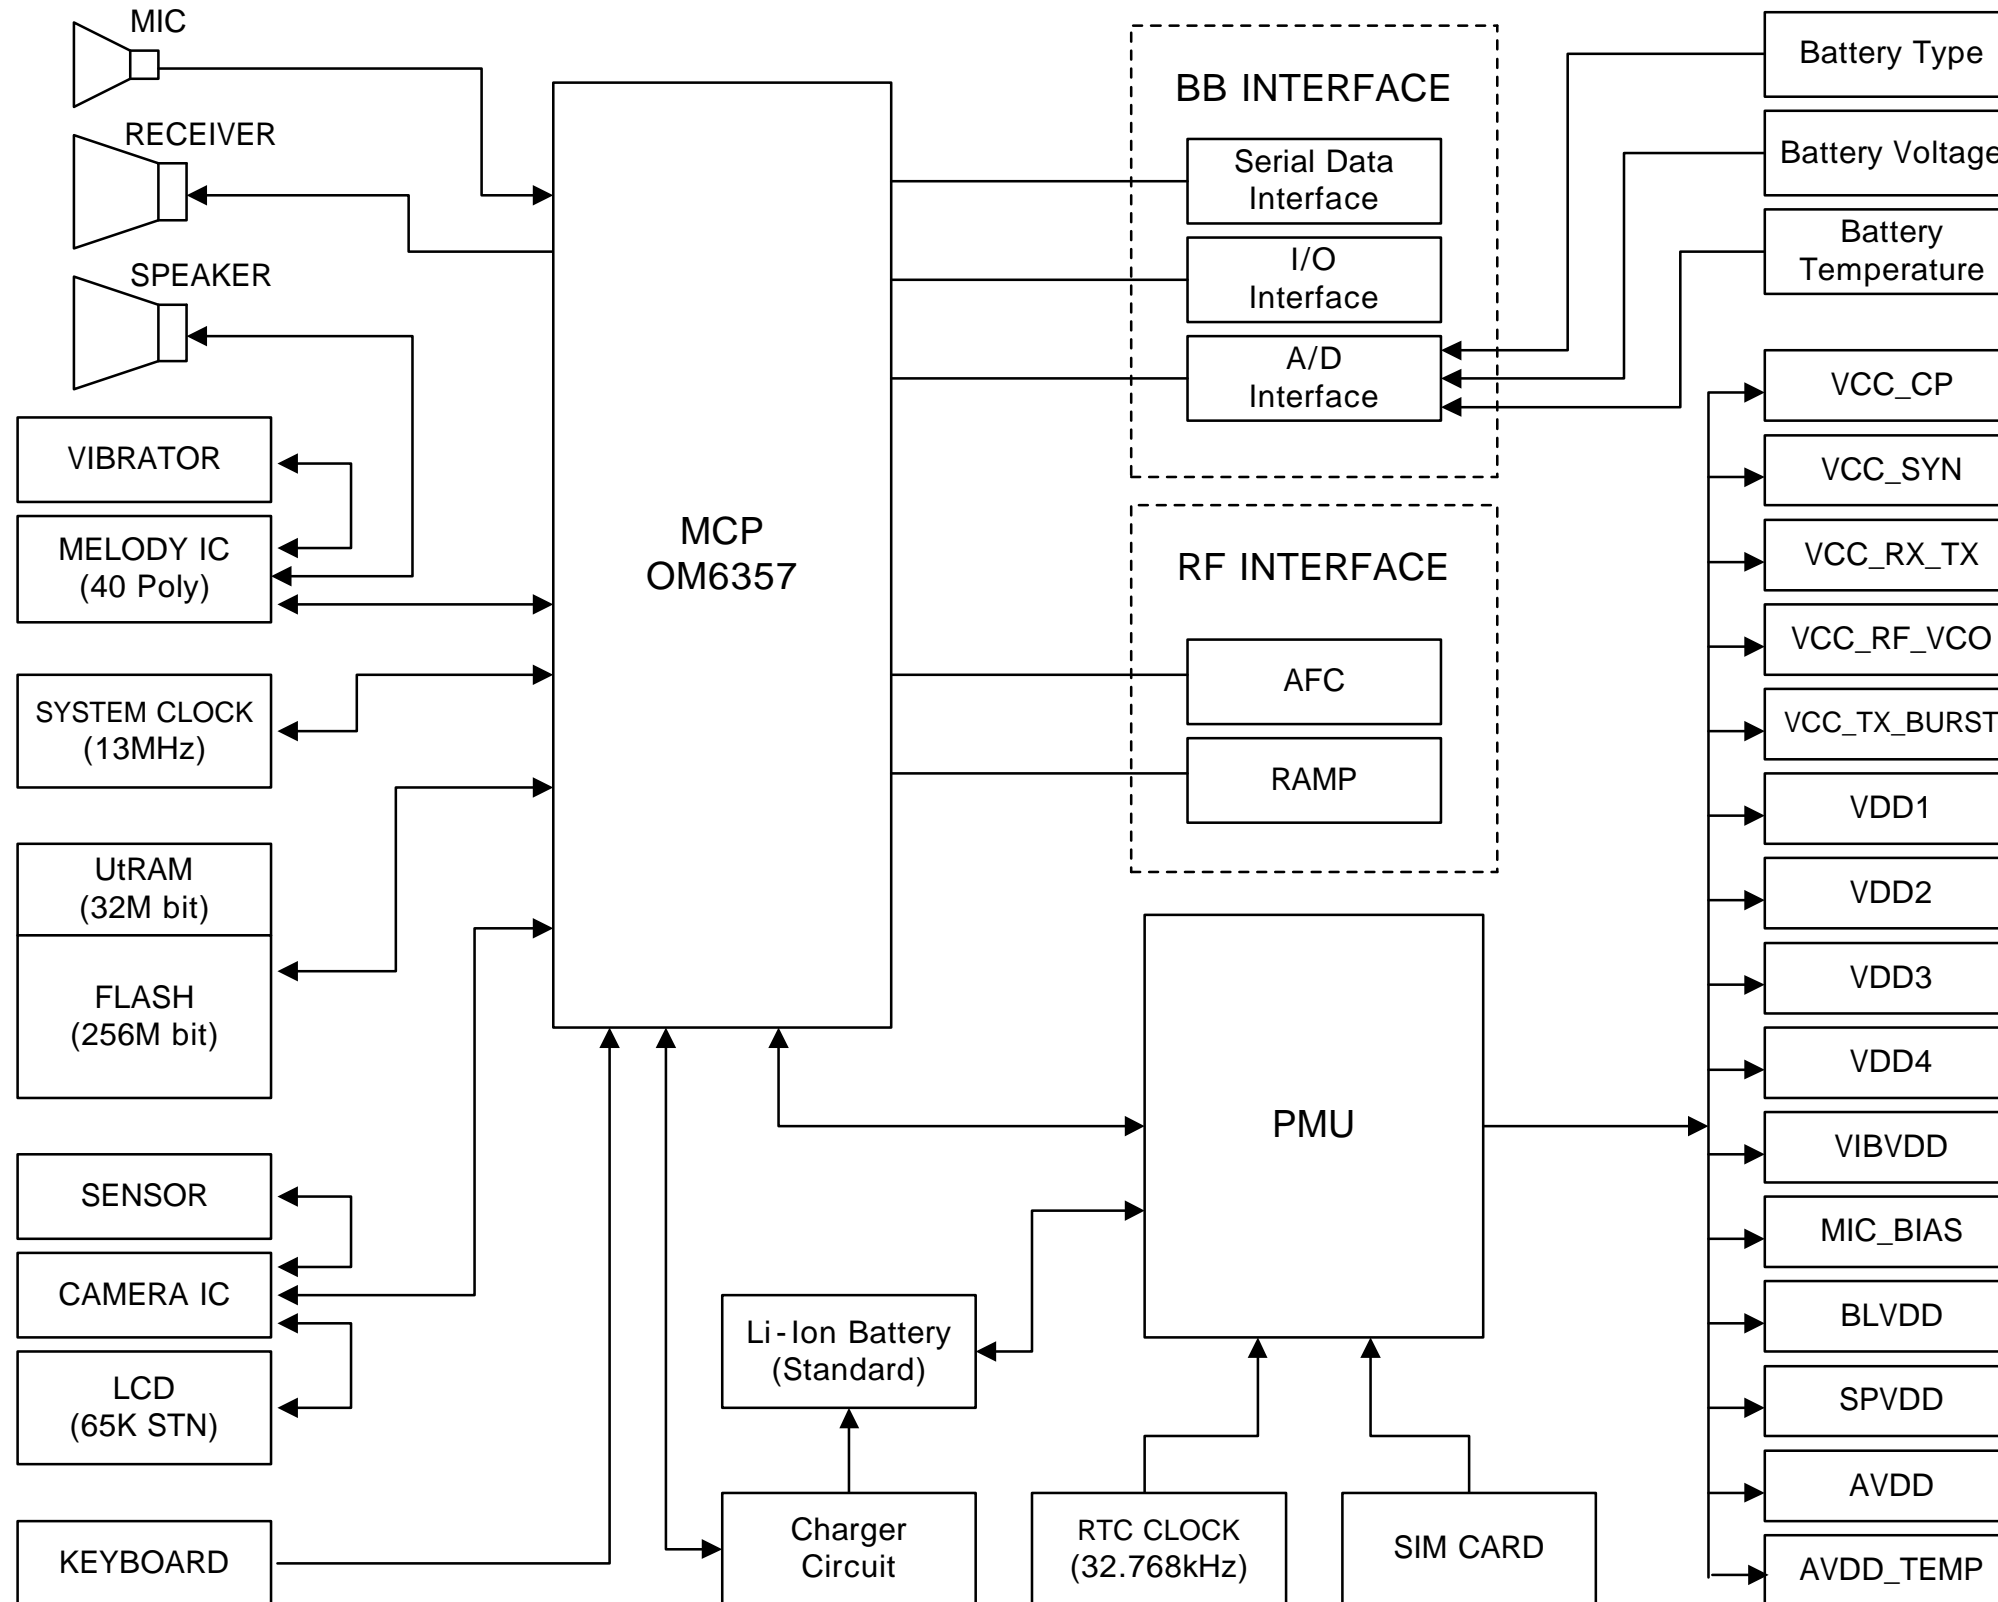 MIC
RECEIVER
SPEAKER
VIBRATOR
MELODY IC
(40 Poly)
SYSTEM CLOCK
(13MHz)
UtRAM
(32M bit)
FLASH
(256M bit)
SENSOR
CAMERA IC
LCD
(65K STN)
KEYBOARD
MCP
OM6357
BB INTERFACE
Serial Data
Interface
I/O
Interface
A/D
Interface
RF INTERFACE
AFC
RAMP
PMU
Li-Ion Battery
(Standard)
Charger
Circuit
RTC CLOCK
(32.768kHz)
SIM CARD
Battery Type
Battery Voltage
Battery
Temperature
VCC_CP
VCC_SYN
VCC_RX_TX
VCC_RF_VCO
VCC_TX_BURST
VDD1
VDD2
VDD3
VDD4
VIBVDD
MIC_BIAS
BLVDD
SPVDD
AVDD
AVDD_TEMP